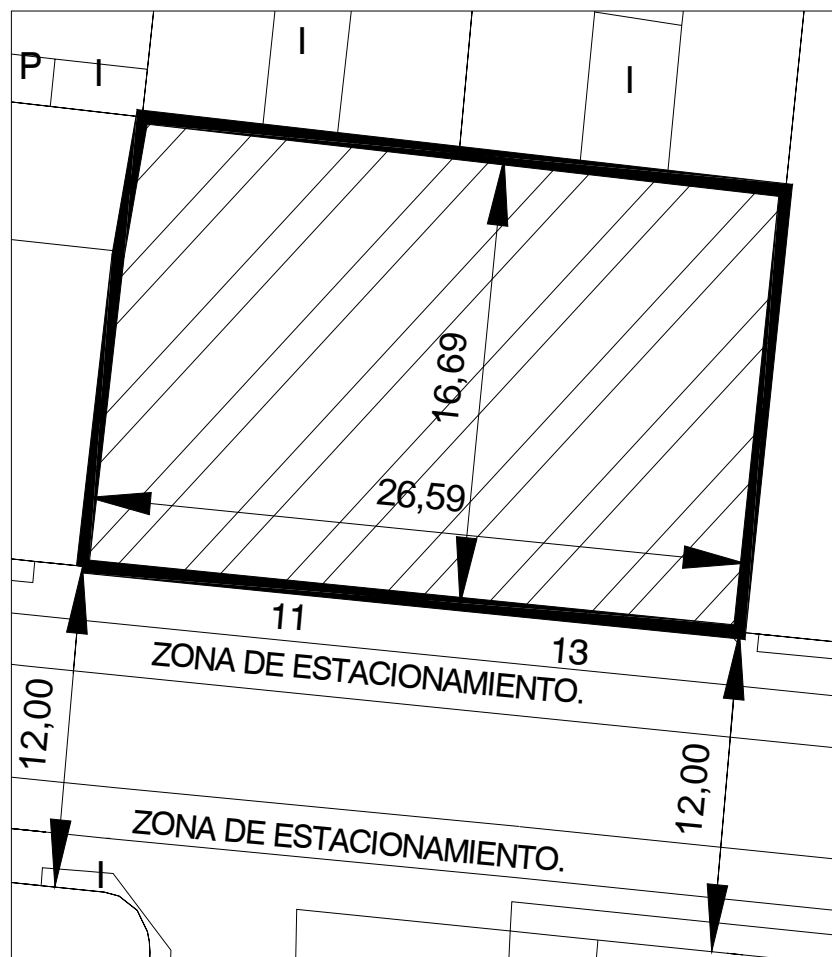 I
P
I
I
16,69
26,59
11
13
ZONA DE ESTACIONAMIENTO.
12,00
12,00
ZONA DE ESTACIONAMIENTO.
I